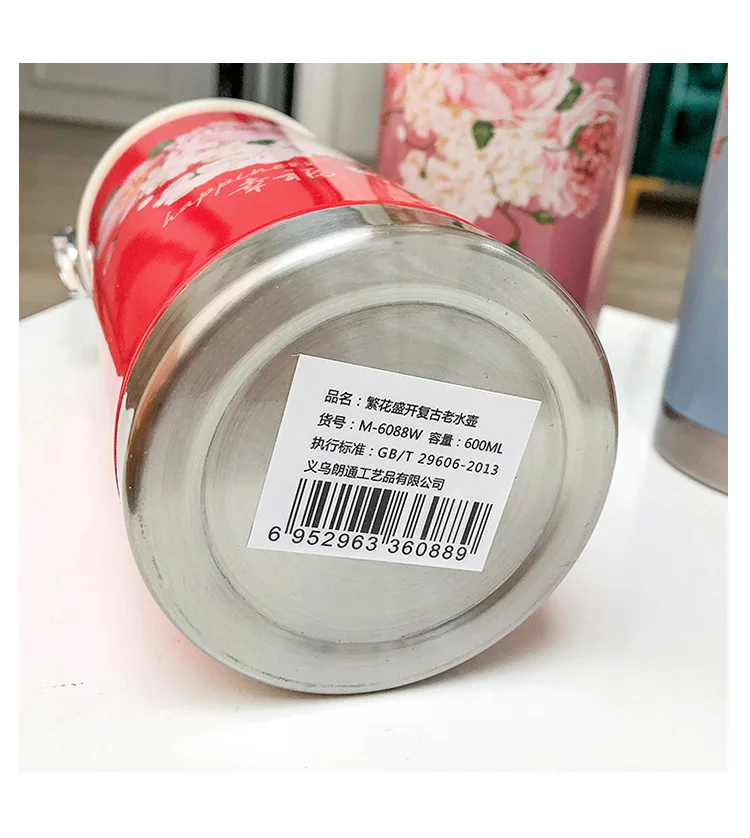 happiness
品名：繁花盛开复古老水壶
货号：M-6088W 容量：600ML
执行标准：GB/T 29606-2013
义乌朗通工艺品有限公司
6 952963 360889